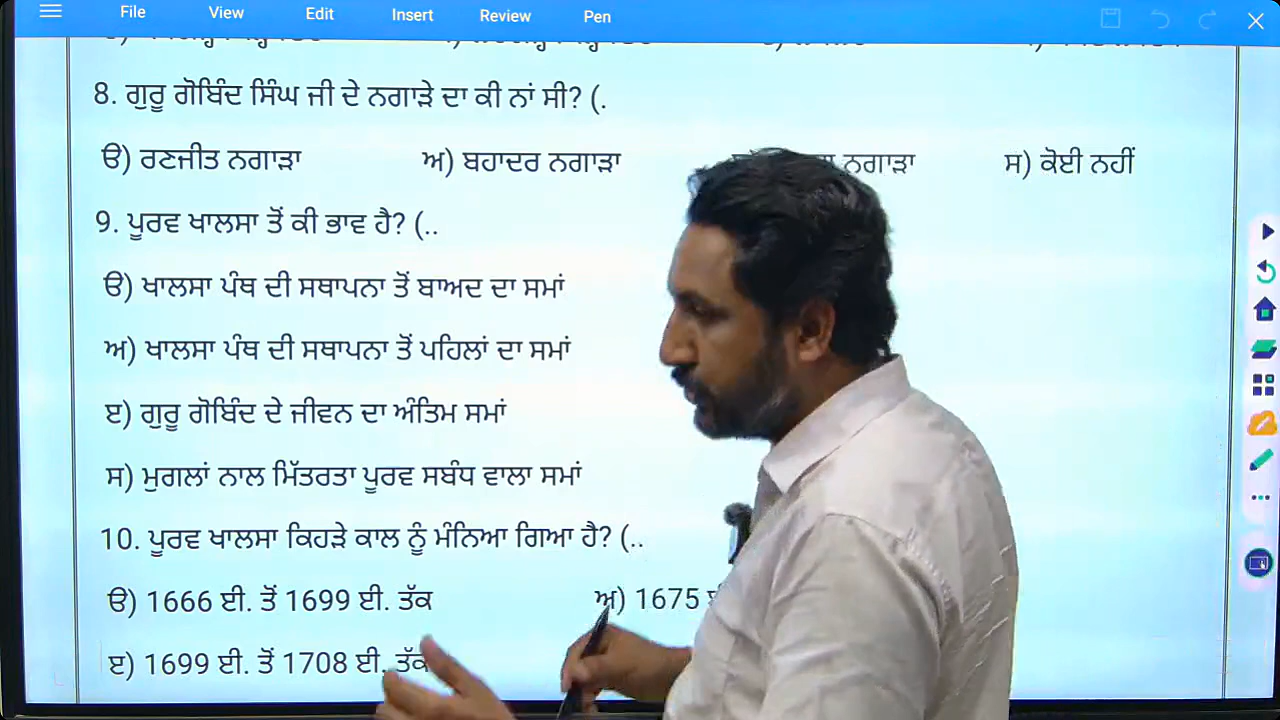 File View Edit Insert Review Pen
8. ਗੁਰੂ ਗੋਬਿੰਦ ਸਿੰਘ ਜੀ ਦੇ ਨਗਾੜੇ ਦਾ ਕੀ ਨਾਂ ਸੀ? (.
ੳ) ਰਣਜੀਤ ਨਗਾੜਾ ਅ) ਬਹਾਦਰ ਨਗਾੜਾ ਨਗਾੜਾ ਸ) ਕੋਈ ਨਹੀਂ
9. ਪੂਰਵ ਖਾਲਸਾ ਤੋਂ ਕੀ ਭਾਵ ਹੈ? (..
ੳ) ਖਾਲਸਾ ਪੰਥ ਦੀ ਸਥਾਪਨਾ ਤੋਂ ਬਾਅਦ ਦਾ ਸਮਾਂ
ਅ) ਖਾਲਸਾ ਪੰਥ ਦੀ ਸਥਾਪਨਾ ਤੋਂ ਪਹਿਲਾਂ ਦਾ ਸਮਾਂ
ੲ) ਗੁਰੂ ਗੋਬਿੰਦ ਦੇ ਜੀਵਨ ਦਾ ਅੰਤਿਮ ਸਮਾਂ
ਸ) ਮੁਗਲਾਂ ਨਾਲ ਮਿੱਤਰਤਾ ਪੂਰਵ ਸਬੰਧ ਵਾਲਾ ਸਮਾਂ
10. ਪੂਰਵ ਖਾਲਸਾ ਕਿਹੜੇ ਕਾਲ ਨੂੰ ਮੰਨਿਆ ਗਿਆ ਹੈ? (..
ੳ) 1666 ਈ. ਤੋਂ 1699 ਈ. ਤੱਕ ਅ) 1675
ੲ) 1699 ਈ. ਤੋਂ 1708 ਈ. ਤੱਕ